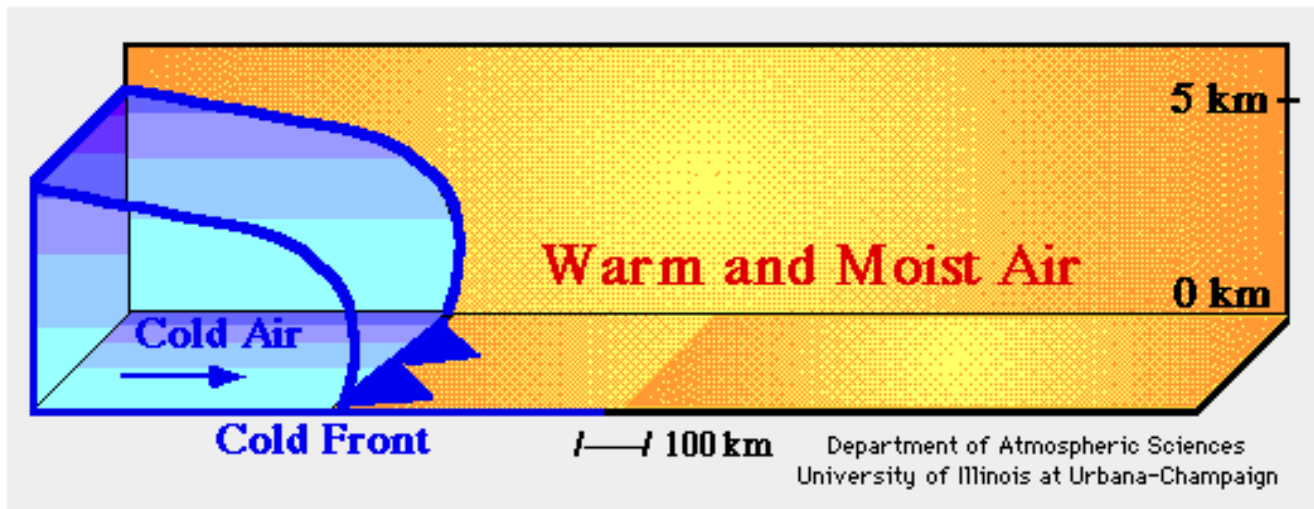 5 km
Warm and Moist Air
0 km
Cold Air
Cold Front
100 km
Department of Atmospheric Sciences
University of Illinois at Urbana-Champaign